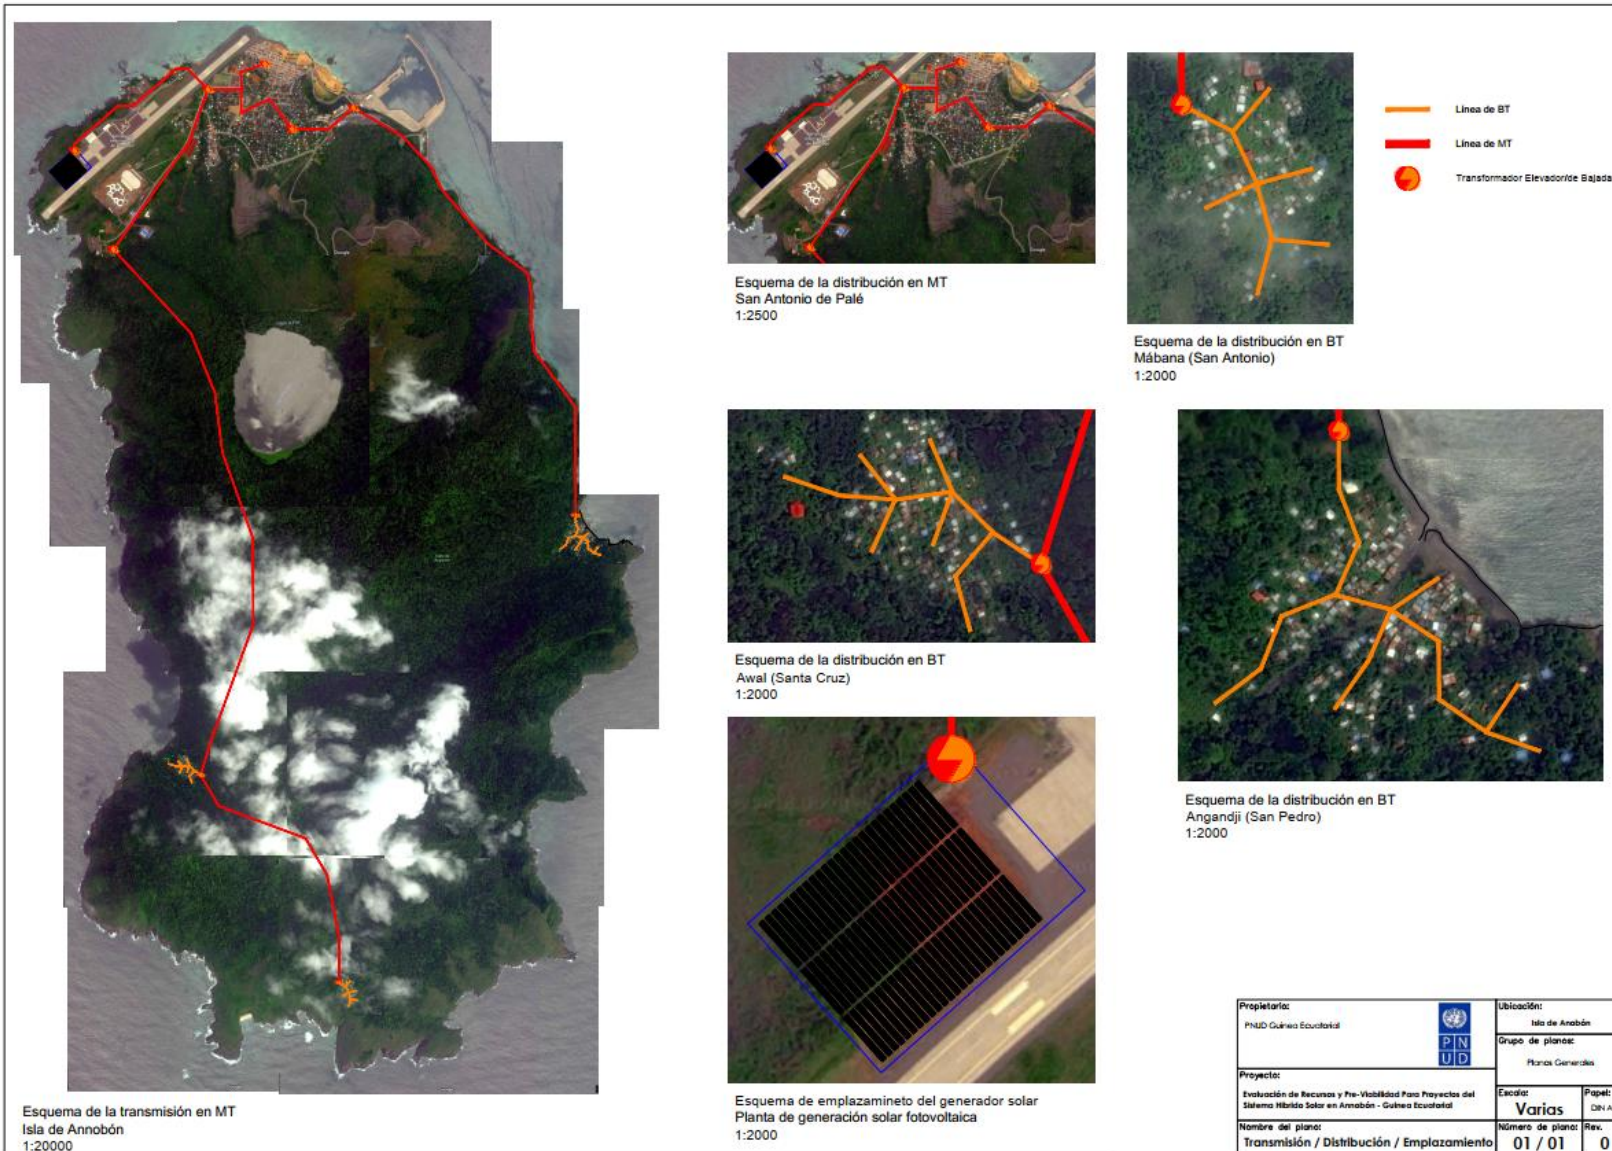 Esquema de la transmisión en MT
Isla de Annobón
1:20000
Esquema de la distribución en MT
San Antonio de Palé
1:2500
Esquema de la distribución en BT
Mábana (San Antonio)
1:2000
Línea de BT
Línea de MT
Transformador Elevador/de Bajada
Esquema de la distribución en BT
Awal (Santa Cruz)
1:2000
Esquema de la distribución en BT
Angandji (San Pedro)
1:2000
Esquema de emplazamineto del generador solar
Planta de generación solar fotovoltaica
1:2000
Propietario:
PNUD Guinea Ecuatorial
P N
U D
Ubicación:
Isla de Anobón
Grupo de planos:
Planos Generales
Proyecto:
Evaluación de Recursos y Pre-Viabilidad Para Proyectos del
Sistema Híbrido Solar en Annobón - Guinea Ecuatorial
Escala:
Varias
Papel:
DIN A
Nombre del plano:
Transmisión / Distribución / Emplazamiento
Número de plano:
01 / 01
Rev.
0